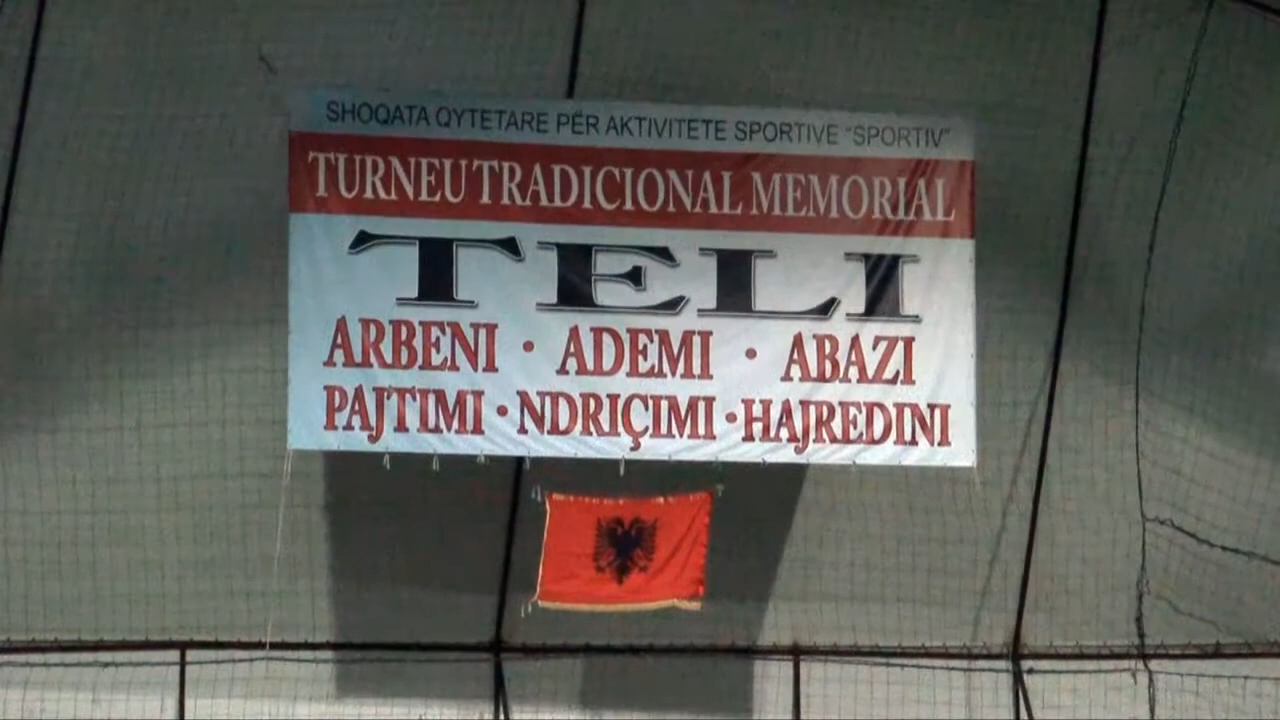 SHOQATA QYTETARE PËR AKTIVITETE SPORTIVE "SPORTIV"
TURNEU TRADICIONAL MEMORIAL
TELI
ARBENI · ADEMI · ABAZI
PAJTIMI · NDRIÇIMI · HAJREDINI